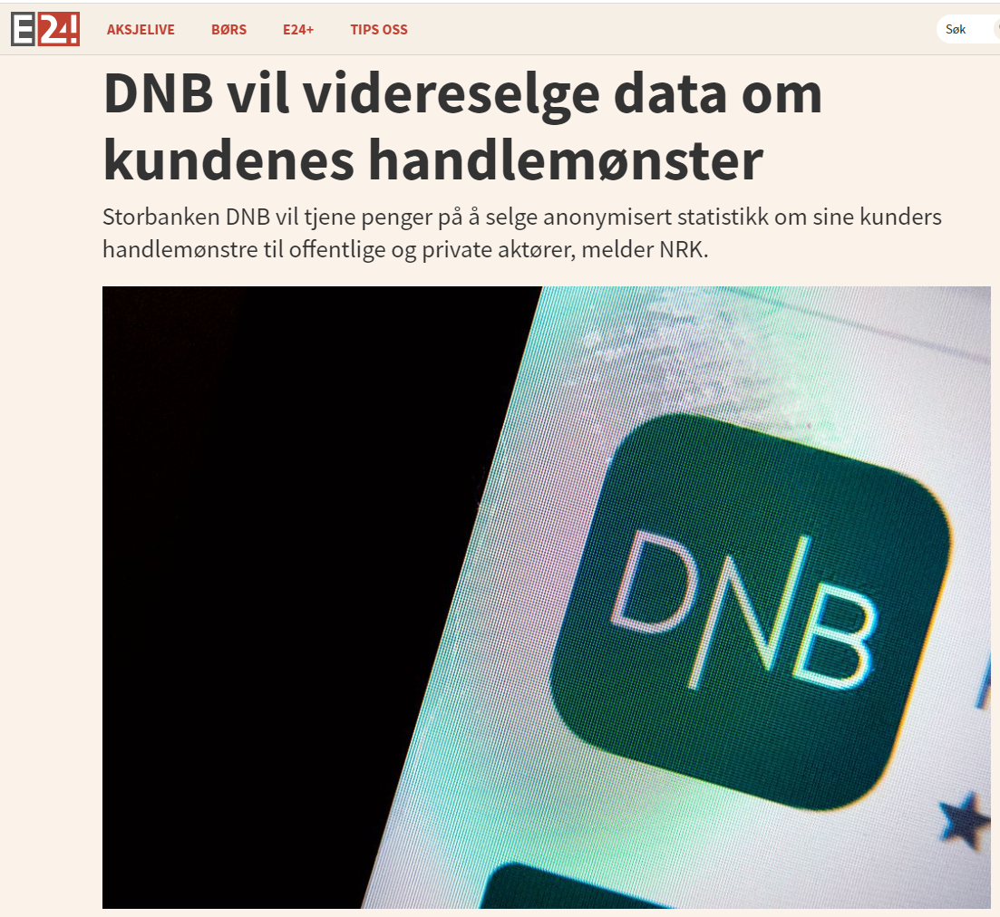 E24!
AKSJELIVE
BØRS
E24+
TIPS OSS
Søk
DNB vil videreselge data om
kundenes handlemønster
Storbanken DNB vil tjene penger på å selge anonymisert statistikk om sine kunders
handlemønstre til offentlige og private aktører, melder NRK.
DNB